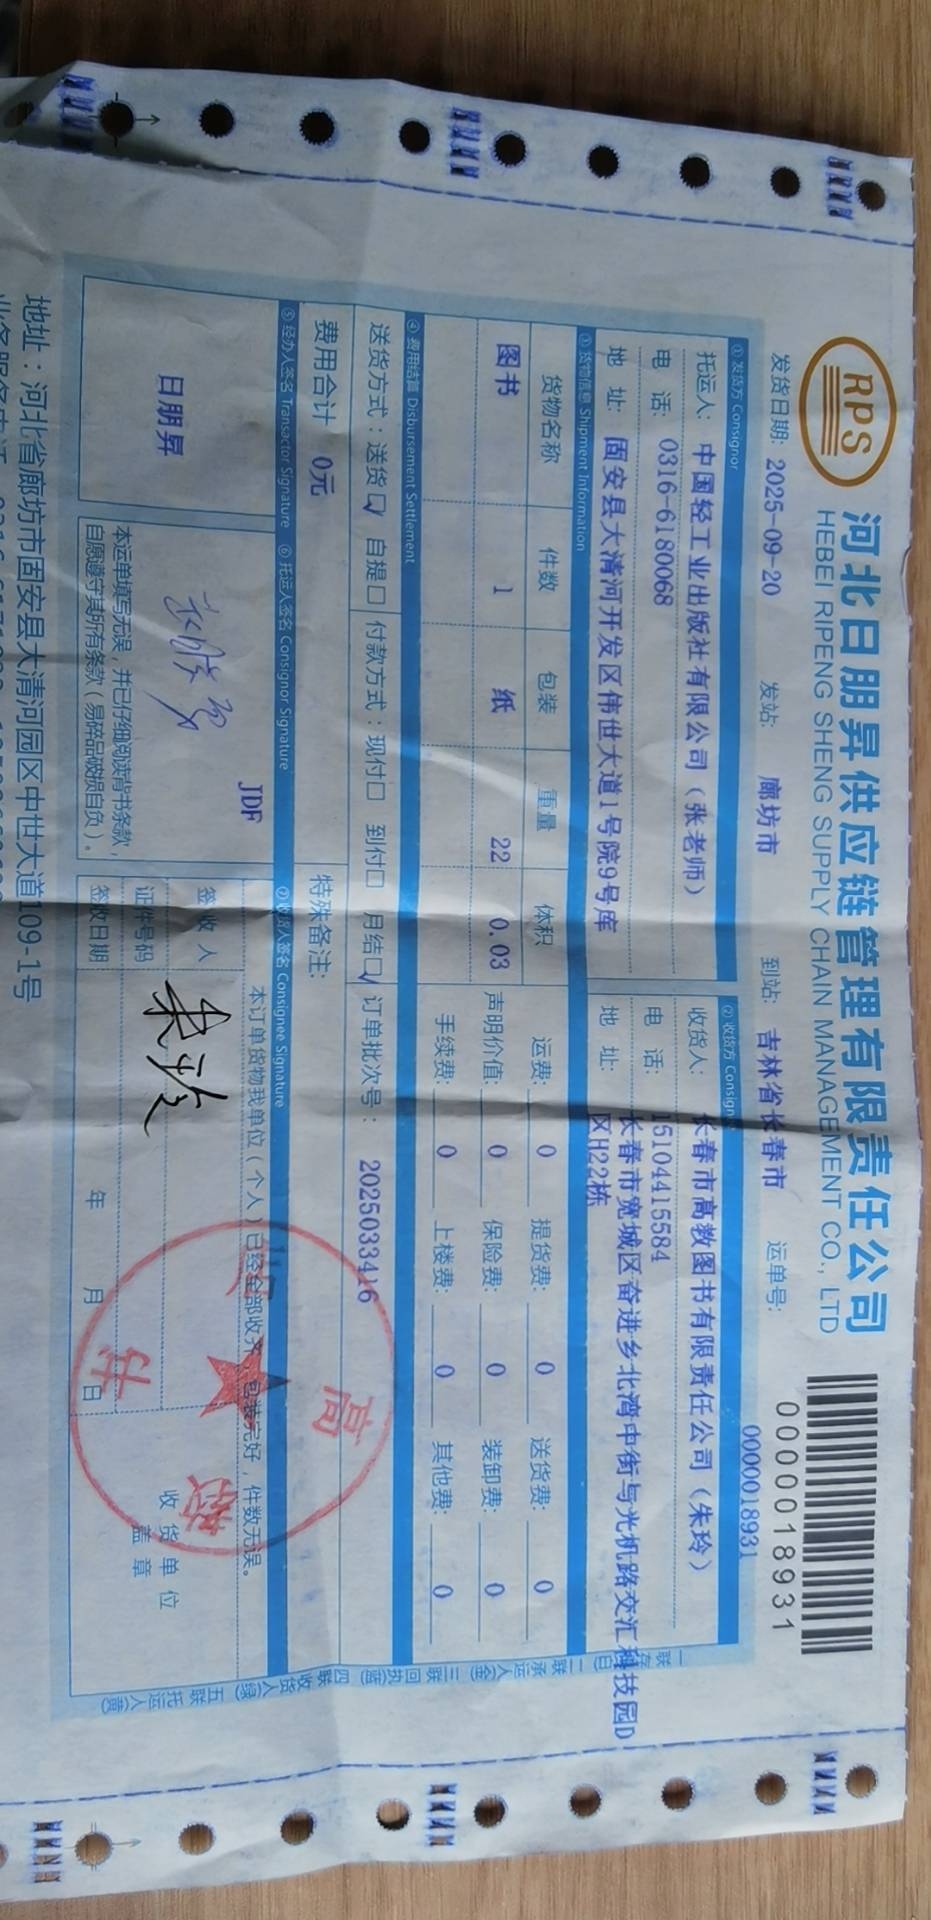 RPS
河北日朋昇供应链管理有限责任公司
HEBEI RIPENG SHENG SUPPLY CHAIN MANAGEMENT CO., LTD
0000018931
0000018931
发货日期: 2025-09-20 发站: 廊坊市 到站: 吉林省长春市 运单号:
① 发货方 Consignor
托运人: 中国轻工业出版社有限公司（张老师）
电 话: 0316-6180068
地 址: 固安县大清河开发区伟世大道1号院9号库
② 收货方 Consign
收货人: 长春市高教图书有限责任公司（朱玲）
电 话: 15104415584
地 址: 长春市宽城区奋进乡北湾中街与光机路交汇科技园D
区H22栋
③ 货物信息 Shipment Information
货物名称 件数 包装 重量 体积
图书 1 纸 22 0.03
运费: 0 提货费: 0 送货费: 0
声明价值: 0 保险费: 0 装卸费: 0
手续费: 0 上楼费: 0 其他费: 0
④ 费用结算 Disbursement Settlement
送货方式：送货☑ 自提☐ 付款方式：现付☐ 到付☐ 月结☑ 订单批次号： 2025033416
费用合计 0元
特殊备注:
⑤ 经办人签名 Transactor Signature ⑥ 托运人签名 Consignor Signature
⑦ 收货人签名 Consignee Signature
日朋昇
JDF
本运单填写无误，并已仔细阅读背书条款，
自愿遵守其所有条款（易碎品破损自负）。
本订单货物我单位（个人）已经全部收齐，包装完好，件数无误。
签 收 人
证件号码
签收日期 年 月 日
收 货 单 位
盖 章
高
教
一联存 二联承运人 三联回执 四联收货人 五联托运人
地址：河北省廊坊市固安县大清河园区中世大道109-1号